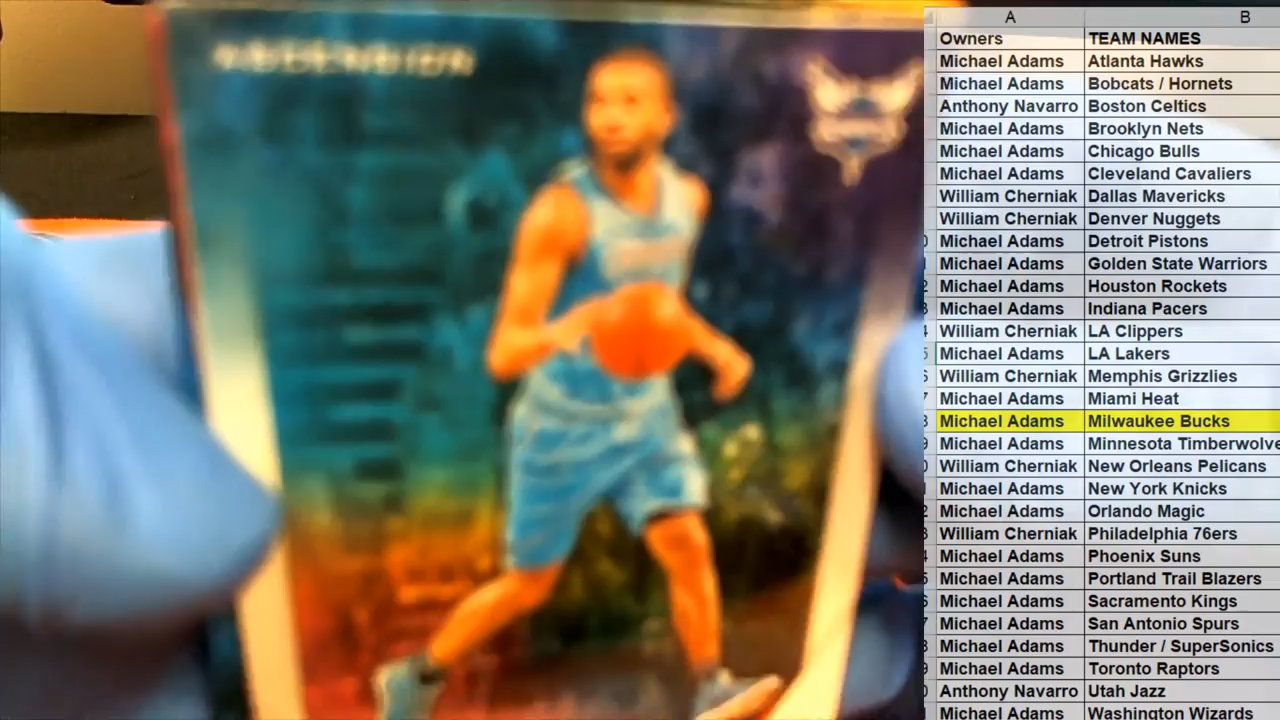 ASCENSION
A B
Owners TEAM NAMES
Michael Adams Atlanta Hawks
Michael Adams Bobcats / Hornets
Anthony Navarro Boston Celtics
Michael Adams Brooklyn Nets
Michael Adams Chicago Bulls
Michael Adams Cleveland Cavaliers
William Cherniak Dallas Mavericks
William Cherniak Denver Nuggets
Michael Adams Detroit Pistons
Michael Adams Golden State Warriors
Michael Adams Houston Rockets
Michael Adams Indiana Pacers
William Cherniak LA Clippers
Michael Adams LA Lakers
William Cherniak Memphis Grizzlies
Michael Adams Miami Heat
Michael Adams Milwaukee Bucks
Michael Adams Minnesota Timberwolve
William Cherniak New Orleans Pelicans
Michael Adams New York Knicks
Michael Adams Orlando Magic
William Cherniak Philadelphia 76ers
Michael Adams Phoenix Suns
Michael Adams Portland Trail Blazers
Michael Adams Sacramento Kings
Michael Adams San Antonio Spurs
Michael Adams Thunder / SuperSonics
Michael Adams Toronto Raptors
Anthony Navarro Utah Jazz
Michael Adams Washington Wizards